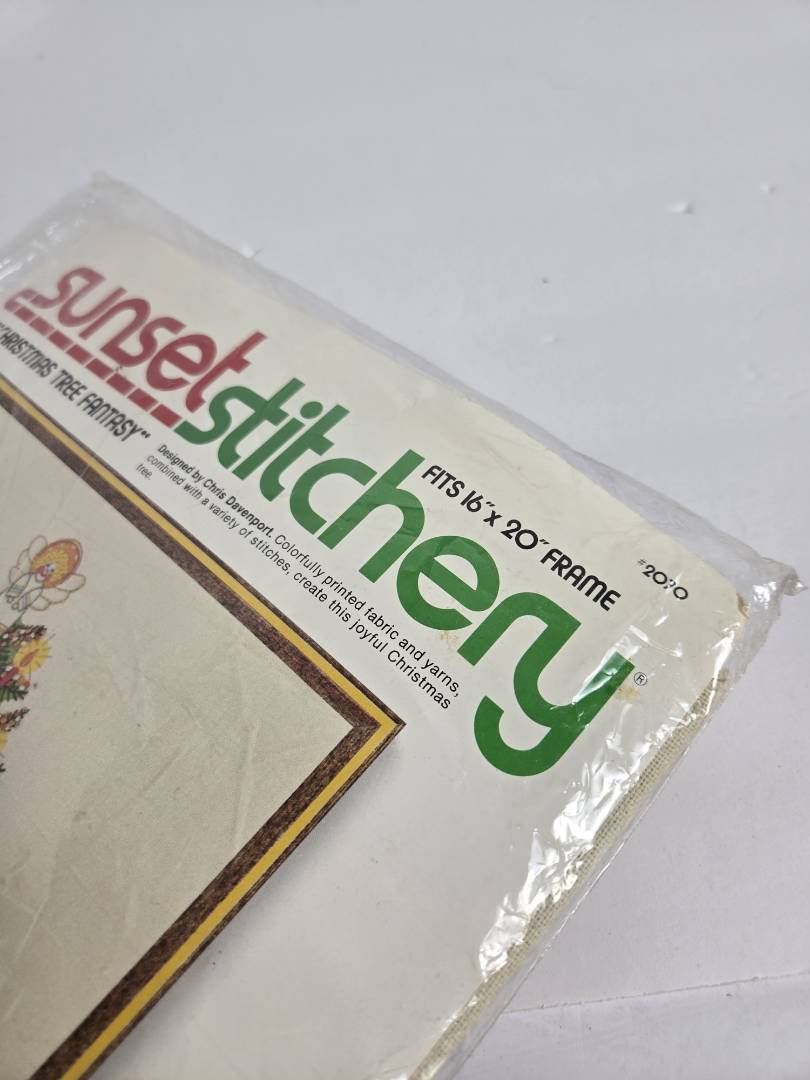 #2090
FITS 16" x 20" FRAME
sunset stitchery®
"CHRISTMAS TREE FANTASY"
Designed by Chris Davenport. Colorfully printed fabric and yarns,
combined with a variety of stitches, create this joyful Christmas
tree.